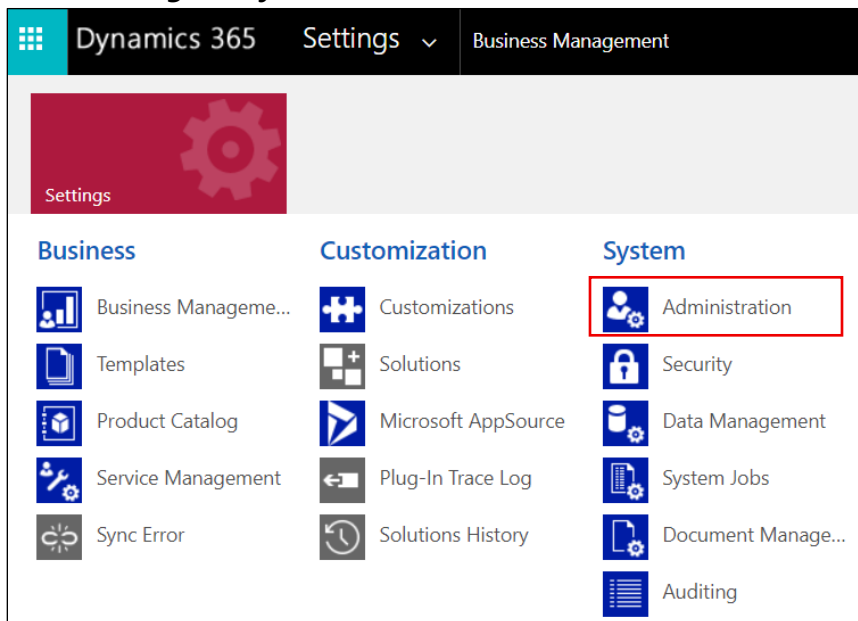 Dynamics 365 Settings Business Management
Settings
Business
Business Manageme...
Templates
Product Catalog
Service Management
Sync Error
Customization
Customizations
Solutions
Microsoft AppSource
Plug-In Trace Log
Solutions History
System
Administration
Security
Data Management
System Jobs
Document Manage...
Auditing